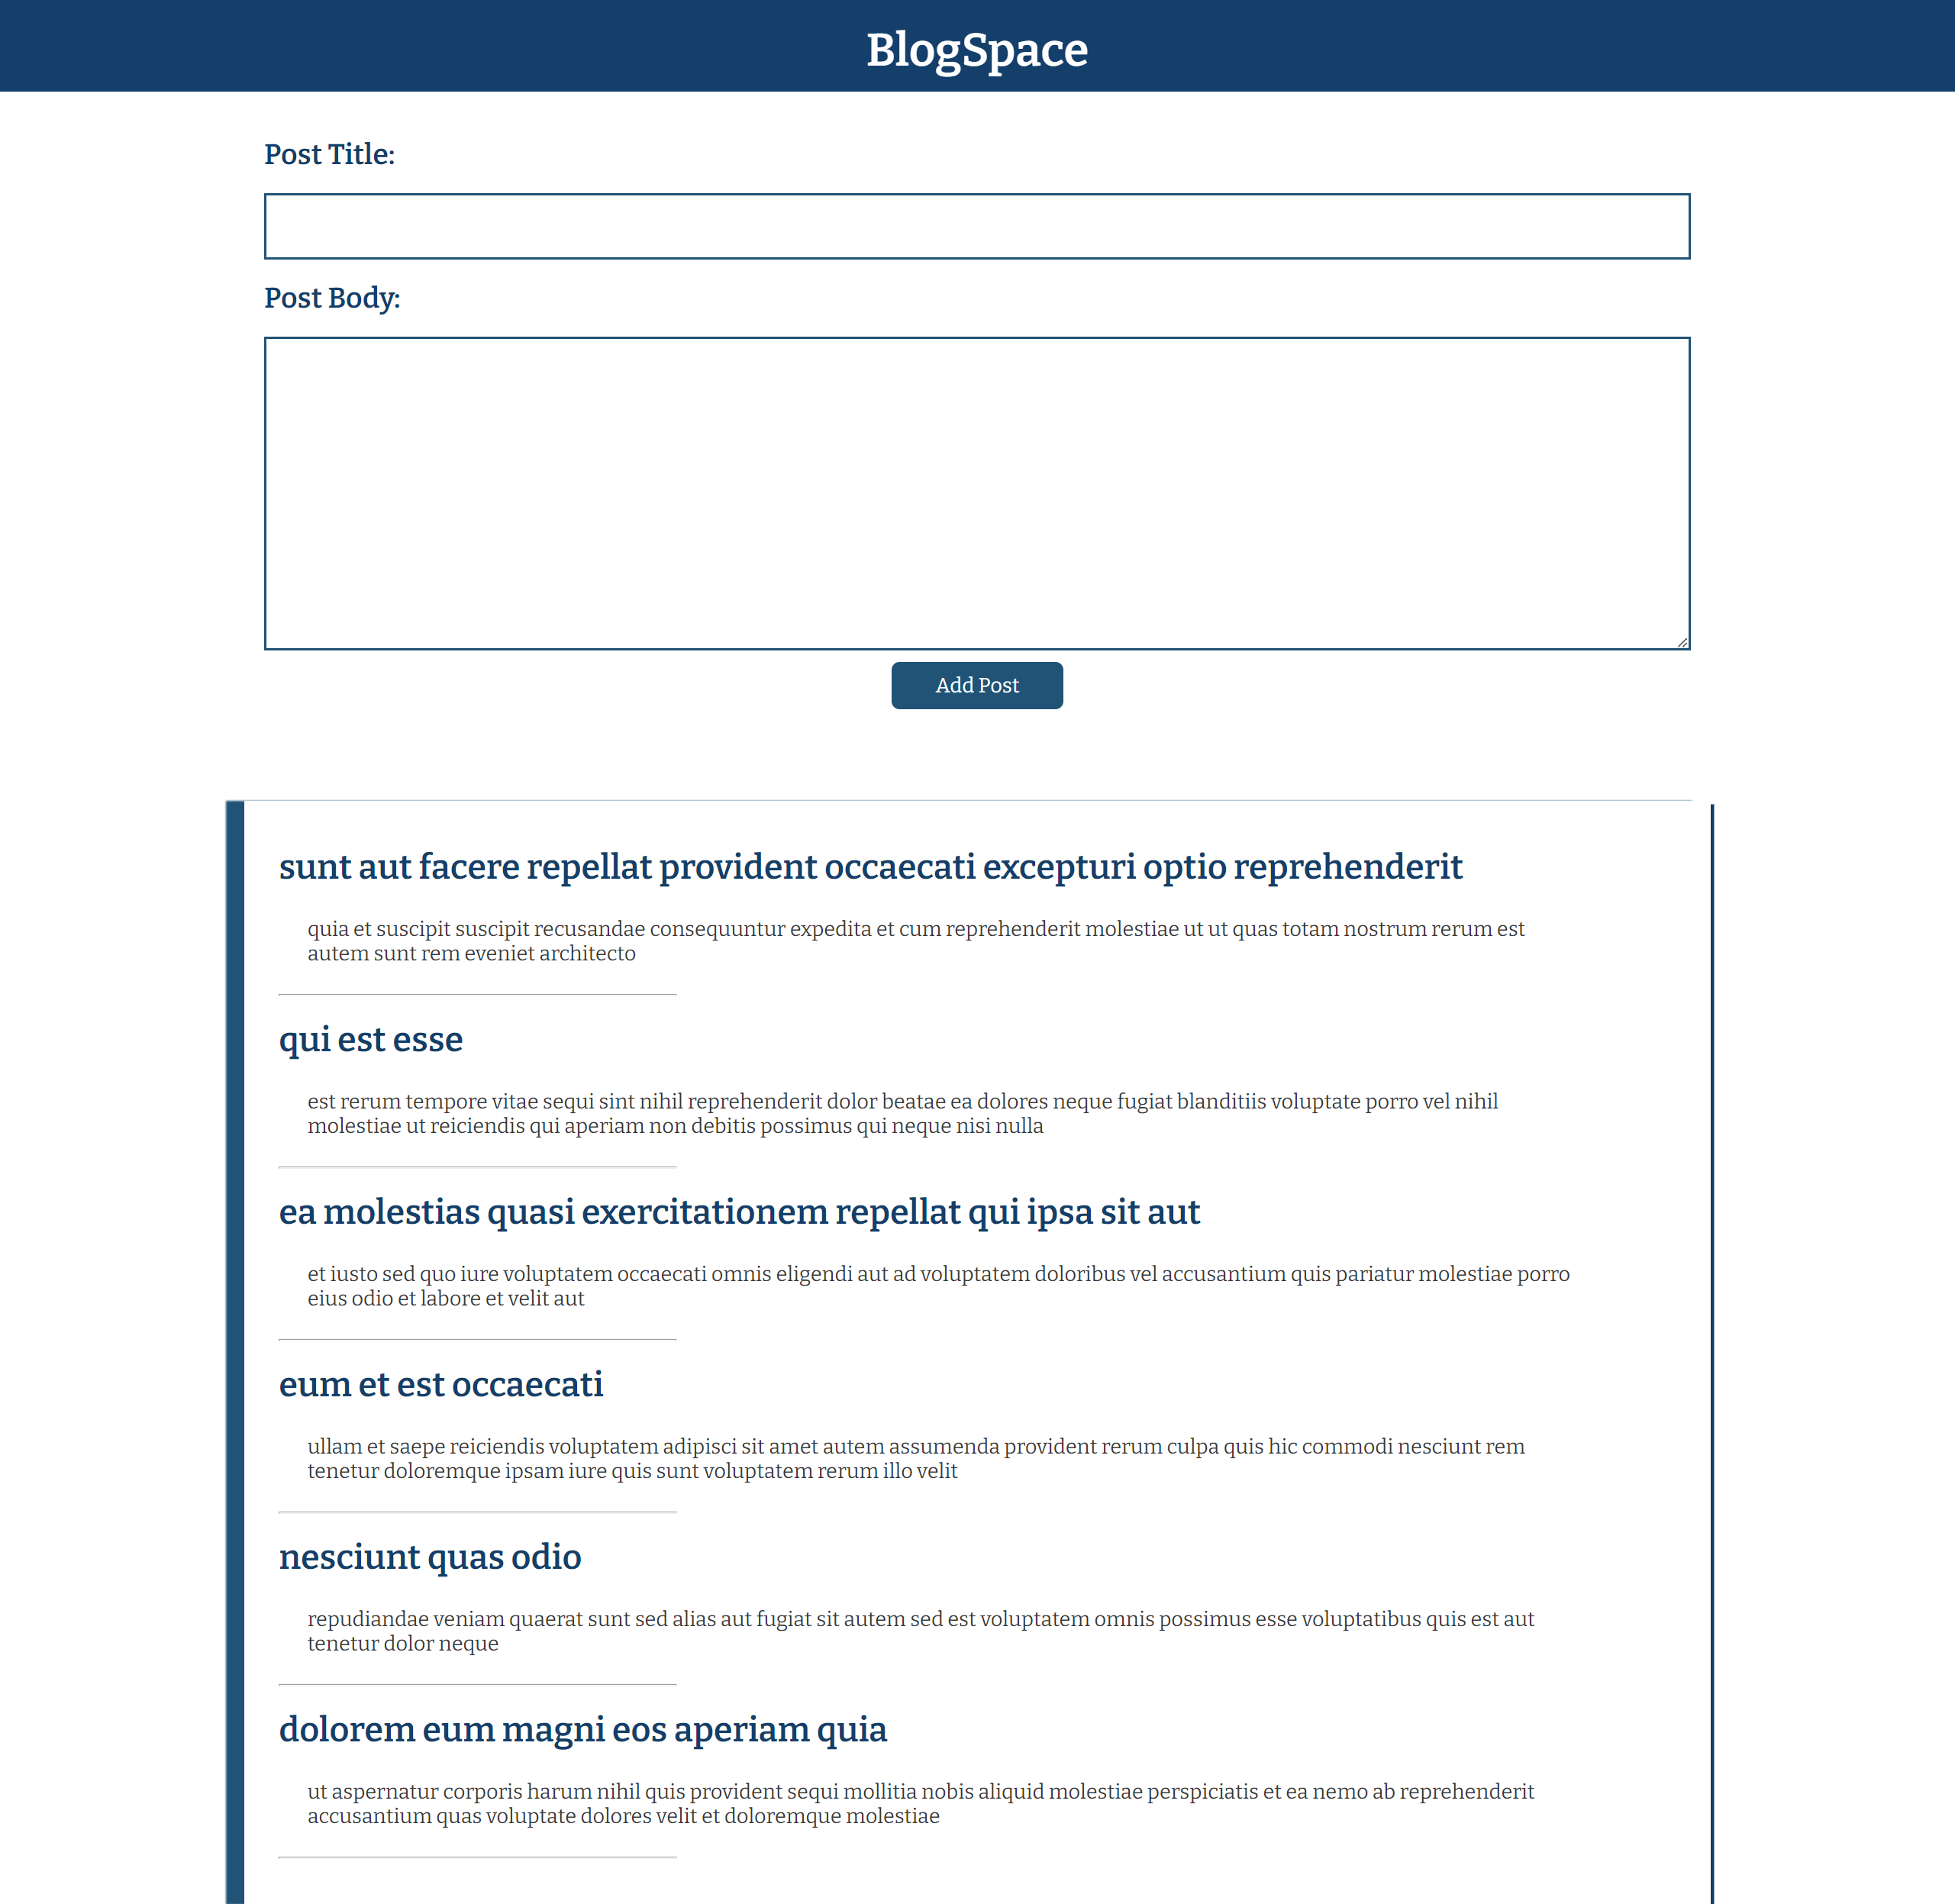 BlogSpace
Post Title:
Post Body:
Add Post
sunt aut facere repellat provident occaecati excepturi optio reprehenderit
quia et suscipit suscipit recusandae consequuntur expedita et cum reprehenderit molestiae ut ut quas totam nostrum rerum est
autem sunt rem eveniet architecto
qui est esse
est rerum tempore vitae sequi sint nihil reprehenderit dolor beatae ea dolores neque fugiat blanditiis voluptate porro vel nihil
molestiae ut reiciendis qui aperiam non debitis possimus qui neque nisi nulla
ea molestias quasi exercitationem repellat qui ipsa sit aut
et iusto sed quo iure voluptatem occaecati omnis eligendi aut ad voluptatem doloribus vel accusantium quis pariatur molestiae porro
eius odio et labore et velit aut
eum et est occaecati
ullam et saepe reiciendis voluptatem adipisci sit amet autem assumenda provident rerum culpa quis hic commodi nesciunt rem
tenetur doloremque ipsam iure quis sunt voluptatem rerum illo velit
nesciunt quas odio
repudiandae veniam quaerat sunt sed alias aut fugiat sit autem sed est voluptatem omnis possimus esse voluptatibus quis est aut
tenetur dolor neque
dolorem eum magni eos aperiam quia
ut aspernatur corporis harum nihil quis provident sequi mollitia nobis aliquid molestiae perspiciatis et ea nemo ab reprehenderit
accusantium quas voluptate dolores velit et doloremque molestiae